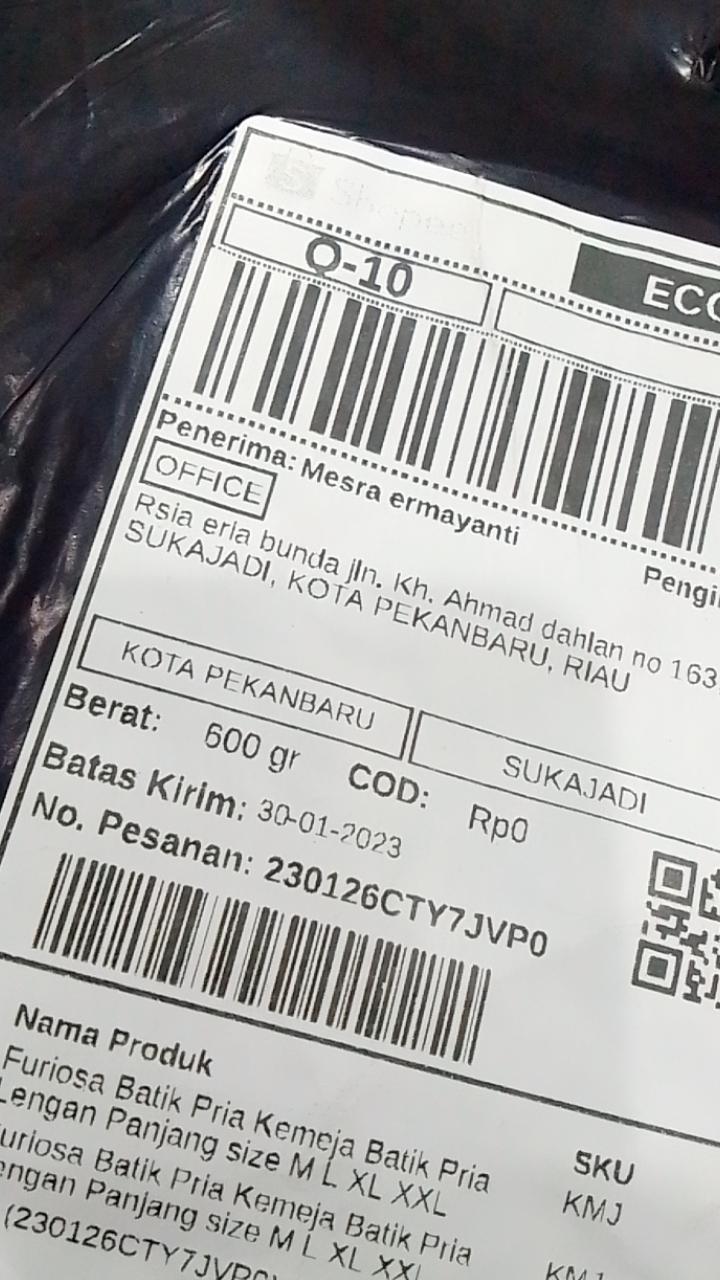 Shopee
Q-10
ECO
Penerima: Mesra ermayanti
OFFICE
Rsia eria bunda jln. Kh. Ahmad dahlan no 163
SUKAJADI, KOTA PEKANBARU, RIAU
Pengi
KOTA PEKANBARU
SUKAJADI
Berat: 600 gr COD: Rp0
Batas Kirim: 30-01-2023
No. Pesanan: 230126CTY7JVP0
Nama Produk SKU
Furiosa Batik Pria Kemeja Batik Pria KMJ
Lengan Panjang size M L XL XXL
uriosa Batik Pria Kemeja Batik Pria KMJ
engan Panjang size M L XL XXL
(230126CTY7JVP0